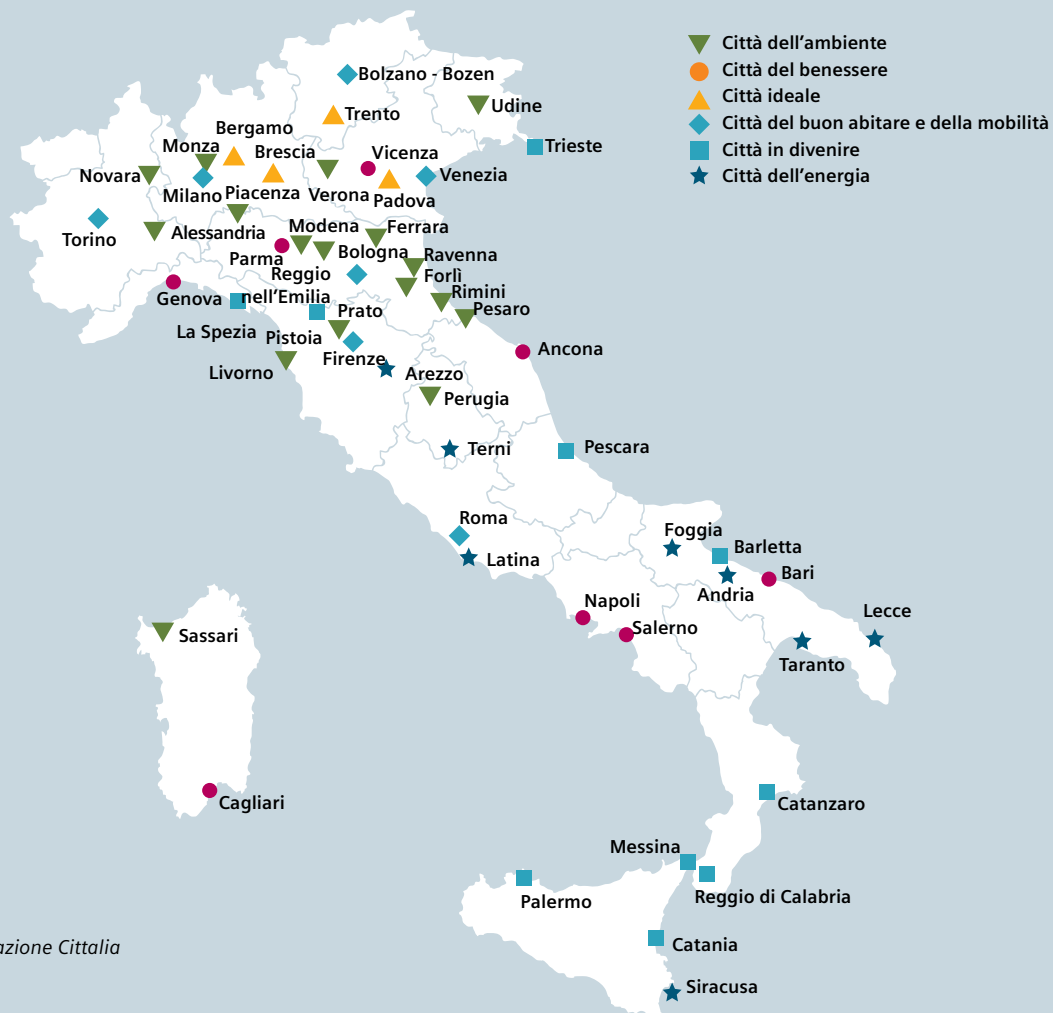 Città dell'ambiente
Città del benessere
Città ideale
Città del buon abitare e della mobilità
Città in divenire
Città dell'energia
Bolzano - Bozen
Trento
Udine
Bergamo
Monza
Brescia
Vicenza
Trieste
Novara
Venezia
Milano
Piacenza
Verona
Padova
Torino
Alessandria
Modena
Ferrara
Parma
Bologna
Ravenna
Reggio
nell'Emilia
Forlì
Genova
Rimini
Prato
Pesaro
La Spezia
Pistoia
Firenze
Ancona
Livorno
Arezzo
Perugia
Terni
Pescara
Roma
Latina
Foggia
Barletta
Bari
Andria
Napoli
Salerno
Lecce
Taranto
Sassari
Cagliari
Catanzaro
Messina
Reggio di Calabria
Palermo
Catania
Siracusa
azione Cittalia